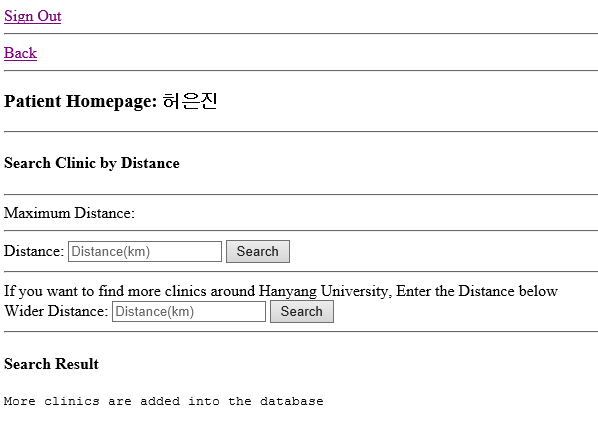 Sign Out
Back
Patient Homepage: 허은진
Search Clinic by Distance
Maximum Distance:
Distance: Distance(km) Search
If you want to find more clinics around Hanyang University, Enter the Distance below
Wider Distance: Distance(km) Search
Search Result
More clinics are added into the database